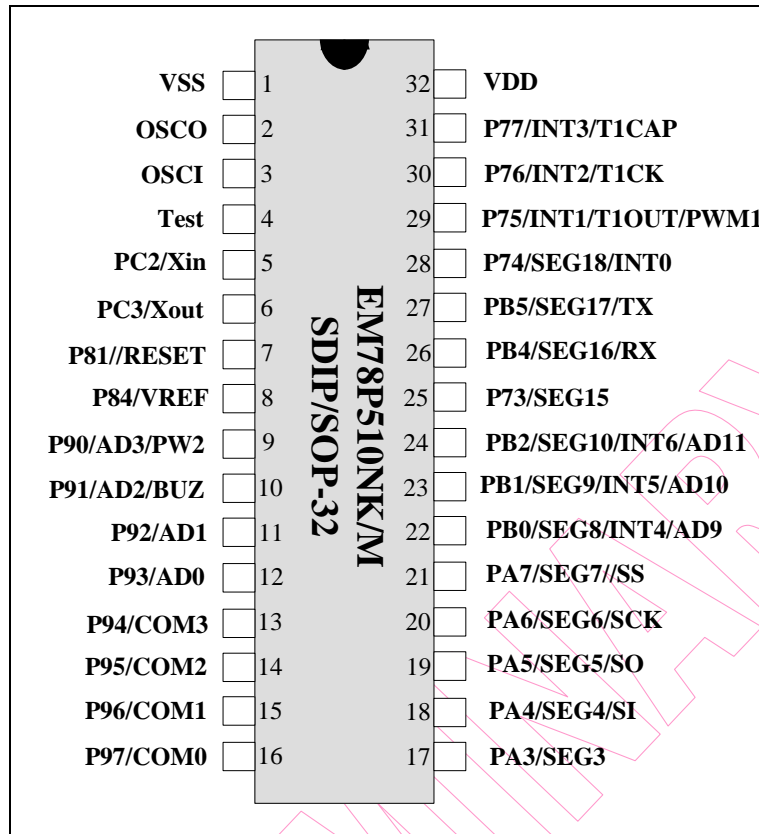 VSS 1 32 VDD
OSCO 2 31 P77/INT3/T1CAP
OSCI 3 30 P76/INT2/T1CK
Test 4 29 P75/INT1/T1OUT/PWM1
PC2/Xin 5 28 P74/SEG18/INT0
PC3/Xout 6 27 PB5/SEG17/TX
P81//RESET 7 26 PB4/SEG16/RX
P84/VREF 8 25 P73/SEG15
P90/AD3/PW2 9 24 PB2/SEG10/INT6/AD11
P91/AD2/BUZ 10 23 PB1/SEG9/INT5/AD10
P92/AD1 11 22 PB0/SEG8/INT4/AD9
P93/AD0 12 21 PA7/SEG7//SS
P94/COM3 13 20 PA6/SEG6/SCK
P95/COM2 14 19 PA5/SEG5/SO
P96/COM1 15 18 PA4/SEG4/SI
P97/COM0 16 17 PA3/SEG3
EM78P510NK/M
SDIP/SOP-32